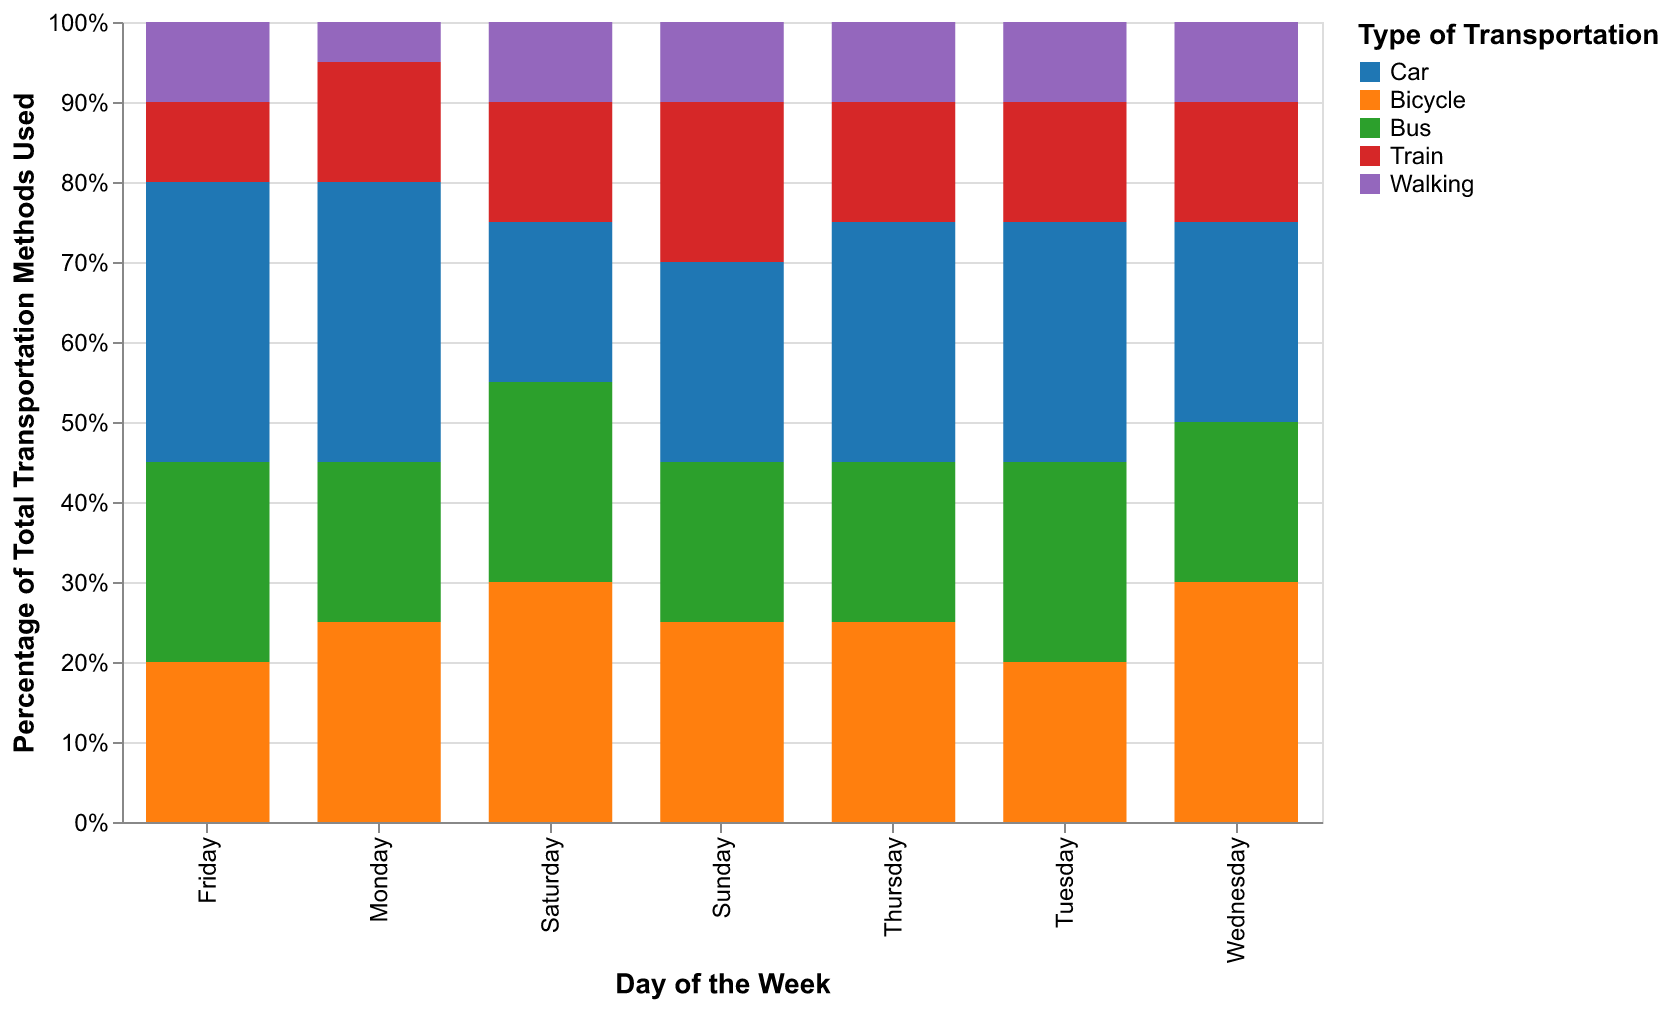 Percentage of Total Transportation Methods Used
100%
90%
80%
70%
60%
50%
40%
30%
20%
10%
0%
Friday
Monday
Saturday
Sunday
Thursday
Tuesday
Wednesday
Day of the Week
Type of Transportation
Car
Bicycle
Bus
Train
Walking